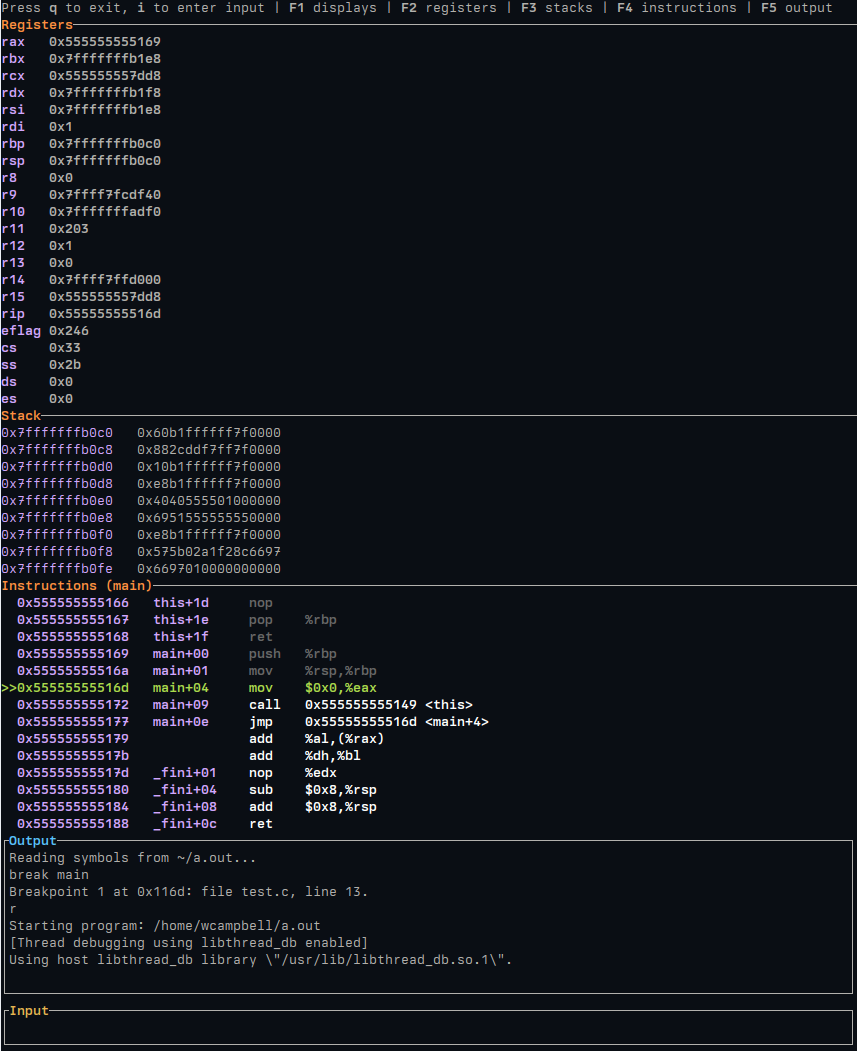 Press q to exit, i to enter input | F1 displays | F2 registers | F3 stacks | F4 instructions | F5 output
Registers
rax 0x555555555169
rbx 0x7fffffffb1e8
rcx 0x555555557dd8
rdx 0x7fffffffb1f8
rsi 0x7fffffffb1e8
rdi 0x1
rbp 0x7fffffffb0c0
rsp 0x7fffffffb0c0
r8 0x0
r9 0x7ffff7fcdf40
r10 0x7fffffffadf0
r11 0x203
r12 0x1
r13 0x0
r14 0x7ffff7ffd000
r15 0x555555557dd8
rip 0x55555555516d
eflag 0x246
cs 0x33
ss 0x2b
ds 0x0
es 0x0
Stack
0x7fffffffb0c0 0x60b1ffffff7f0000
0x7fffffffb0c8 0x882cddf7ff7f0000
0x7fffffffb0d0 0x10b1ffffff7f0000
0x7fffffffb0d8 0xe8b1ffffff7f0000
0x7fffffffb0e0 0x4040555501000000
0x7fffffffb0e8 0x6951555555550000
0x7fffffffb0f0 0xe8b1ffffff7f0000
0x7fffffffb0f8 0x575b02a1f28c6697
0x7fffffffb0fe 0x6697010000000000
Instructions (main)
0x555555555166 this+1d nop
0x555555555167 this+1e pop %rbp
0x555555555168 this+1f ret
0x555555555169 main+00 push %rbp
0x55555555516a main+01 mov %rsp,%rbp
>>0x55555555516d main+04 mov $0x0,%eax
0x555555555172 main+09 call 0x555555555149 <this>
0x555555555177 main+0e jmp 0x55555555516d <main+4>
0x555555555179 add %al,(%rax)
0x55555555517b add %dh,%bl
0x55555555517d _fini+01 nop %edx
0x555555555180 _fini+04 sub $0x8,%rsp
0x555555555184 _fini+08 add $0x8,%rsp
0x555555555188 _fini+0c ret
Output
Reading symbols from ~/a.out...
break main
Breakpoint 1 at 0x116d: file test.c, line 13.
r
Starting program: /home/wcampbell/a.out
[Thread debugging using libthread_db enabled]
Using host libthread_db library \"/usr/lib/libthread_db.so.1\".
Input